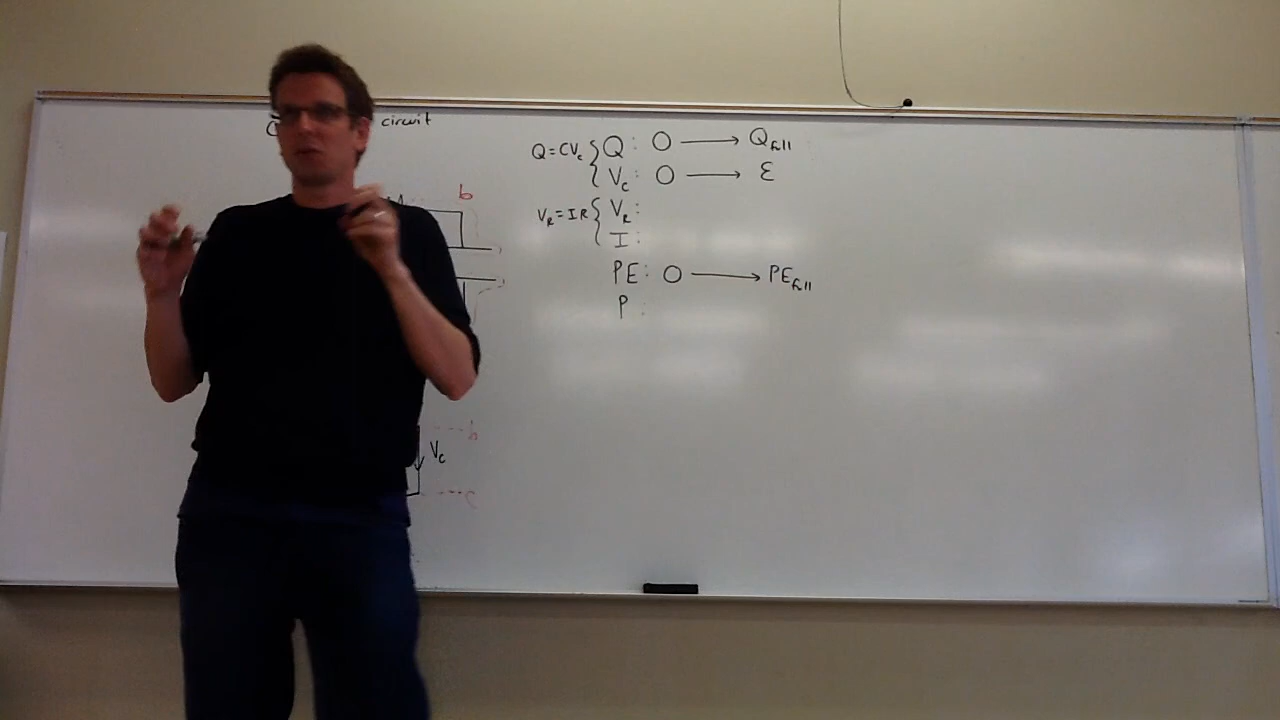 circuit
b
V_c
b
c
Q=CV_c { Q : 0 ⟶ Q_full
V_c : 0 ⟶ ε
V_R=IR { V_R :
I :
PE : 0 ⟶ PE_full
P :